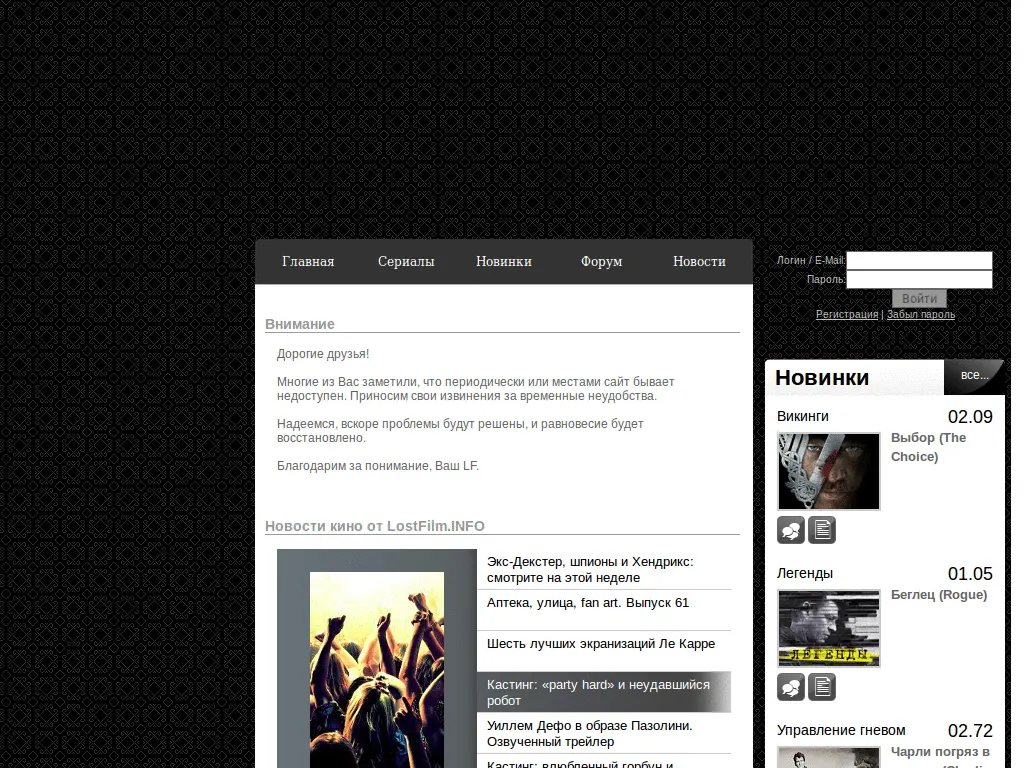 Главная Сериалы Новинки Форум Новости
Логин / E-Mail:
Пароль:
Войти
Регистрация | Забыл пароль
Внимание
Дорогие друзья!
Многие из Вас заметили, что периодически или местами сайт бывает
недоступен. Приносим свои извинения за временные неудобства.
Надеемся, вскоре проблемы будут решены, и равновесие будет
восстановлено.
Благодарим за понимание, Ваш LF.
Новости кино от LostFilm.INFO
Экс-Декстер, шпионы и Хендрикс:
смотрите на этой неделе
Аптека, улица, fan art. Выпуск 61
Шесть лучших экранизаций Ле Карре
Кастинг: «party hard» и неудавшийся
робот
Уиллем Дефо в образе Пазолини.
Озвученный трейлер
Кастинг: влюбленный горбун и
Новинки все...
Викинги 02.09
Выбор (The
Choice)
Легенды 01.05
Беглец (Rogue)
ЛЕГЕНДЫ
Управление гневом 02.72
Чарли погряз в